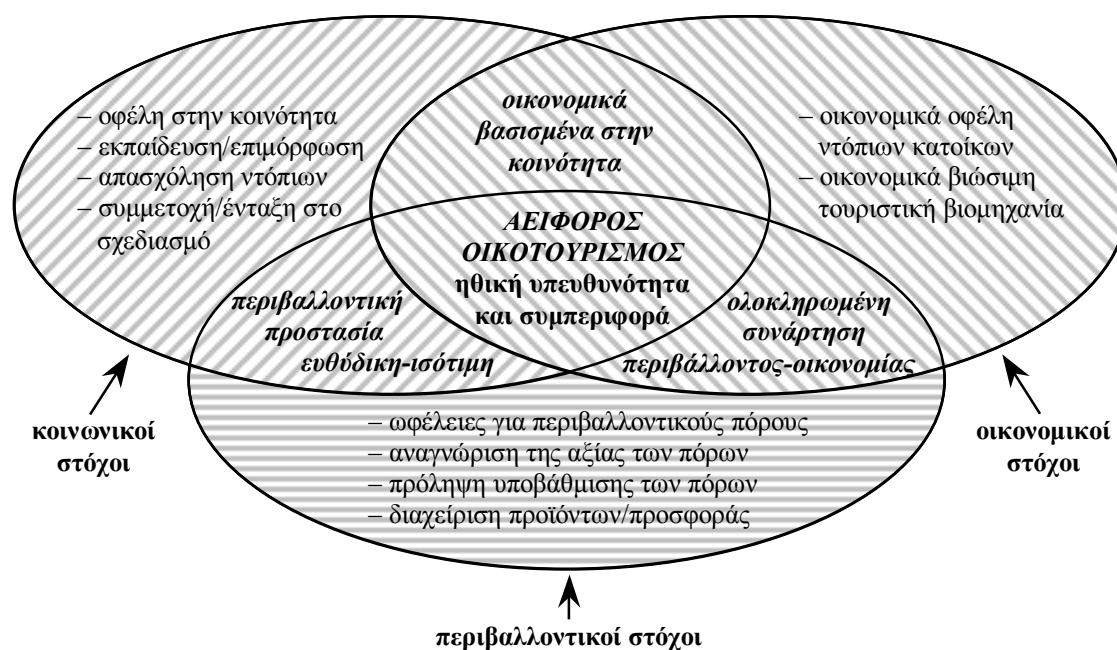 – οφέλη στην κοινότητα
– εκπαίδευση/επιμόρφωση
– απασχόληση ντόπιων
– συμμετοχή/ένταξη στο
σχεδιασμό
οικονομικά
βασισμένα στην
κοινότητα
– οικονομικά οφέλη
ντόπιων κατοίκων
– οικονομικά βιώσιμη
τουριστική βιομηχανία
ΑΕΙΦΟΡΟΣ
ΟΙΚΟΤΟΥΡΙΣΜΟΣ
ηθική υπευθυνότητα
και συμπεριφορά
περιβαλλοντική
προστασία
ευθύδικη-ισότιμη
ολοκληρωμένη
συνάρτηση
περιβάλλοντος-οικονομίας
– ωφέλειες για περιβαλλοντικούς πόρους
– αναγνώριση της αξίας των πόρων
– πρόληψη υποβάθμισης των πόρων
– διαχείριση προϊόντων/προσφοράς
κοινωνικοί
στόχοι
οικονομικοί
στόχοι
περιβαλλοντικοί στόχοι